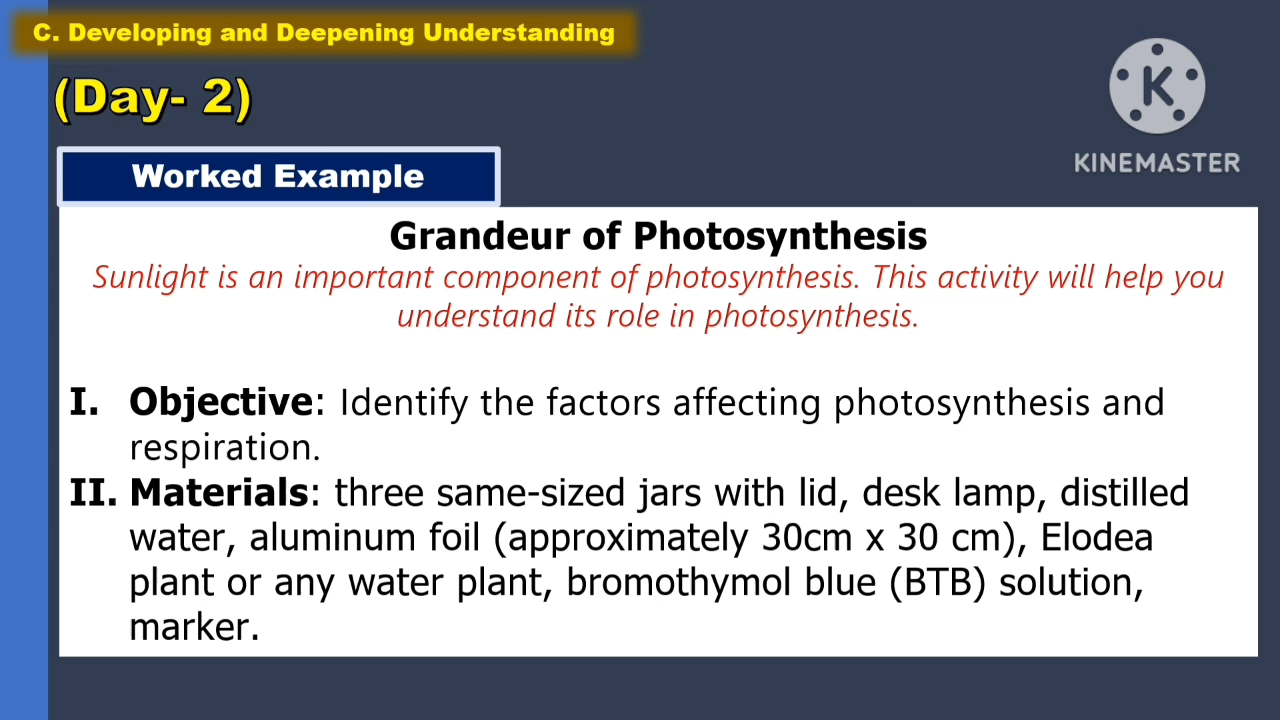 C. Developing and Deepening Understanding
(Day- 2)
K
KINEMASTER
Worked Example
Grandeur of Photosynthesis
Sunlight is an important component of photosynthesis. This activity will help you
understand its role in photosynthesis.
I. Objective: Identify the factors affecting photosynthesis and
respiration.
II. Materials: three same-sized jars with lid, desk lamp, distilled
water, aluminum foil (approximately 30cm x 30 cm), Elodea
plant or any water plant, bromothymol blue (BTB) solution,
marker.